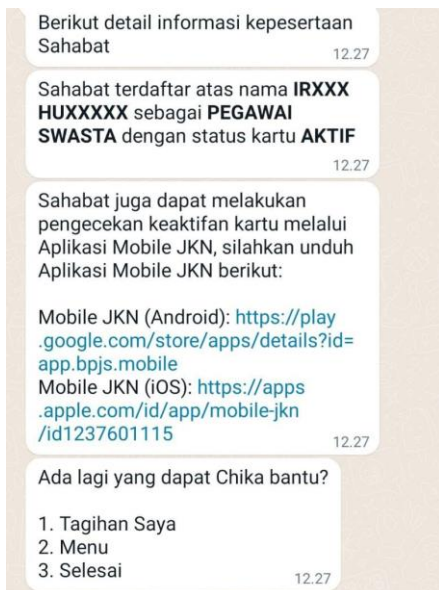 Berikut detail informasi kepesertaan
Sahabat
12.27
Sahabat terdaftar atas nama IRXXX
HUXXXXX sebagai PEGAWAI
SWASTA dengan status kartu AKTIF
12.27
Sahabat juga dapat melakukan
pengecekan keaktifan kartu melalui
Aplikasi Mobile JKN, silahkan unduh
Aplikasi Mobile JKN berikut:
Mobile JKN (Android): https://play
.google.com/store/apps/details?id=
app.bpjs.mobile
Mobile JKN (iOS): https://apps
.apple.com/id/app/mobile-jkn
/id1237601115
12.27
Ada lagi yang dapat Chika bantu?
1. Tagihan Saya
2. Menu
3. Selesai
12.27